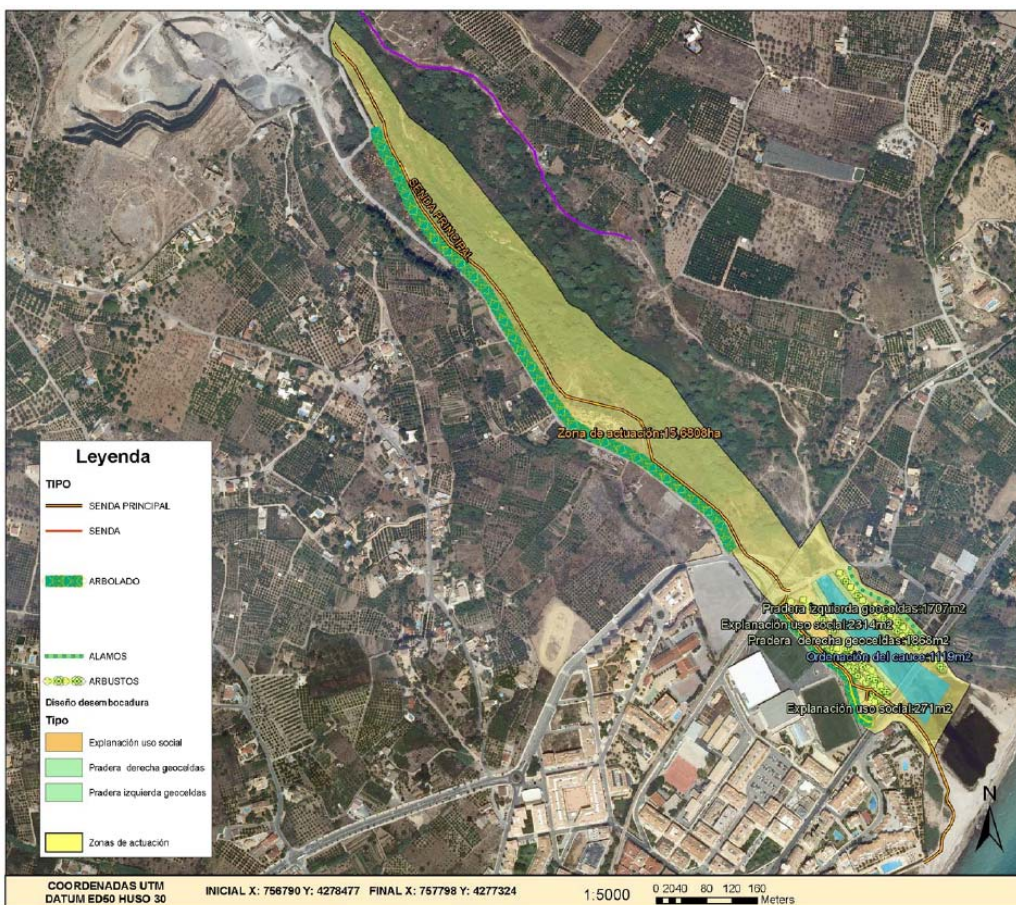 SENDA PRINCIPAL
Zona de actuación:15,6808ha
Pradera izquierda geoceldas:1707m2
Explanación uso social:2314m2
Pradera derecha geoceldas:1868m2
Ordenación del cauce:1119m2
Explanación uso social:271m2
Leyenda
TIPO
SENDA PRINCIPAL
SENDA
ARBOLADO
ALAMOS
ARBUSTOS
Diseño desembocadura
Tipo
Explanación uso social
Pradera derecha geoceldas
Pradera izquierda geoceldas
Zonas de actuación
N
COORDENADAS UTM
DATUM ED50 HUSO 30
INICIAL X: 756790 Y: 4278477 FINAL X: 757798 Y: 4277324
1:5000
0 2040 80 120 160
Meters